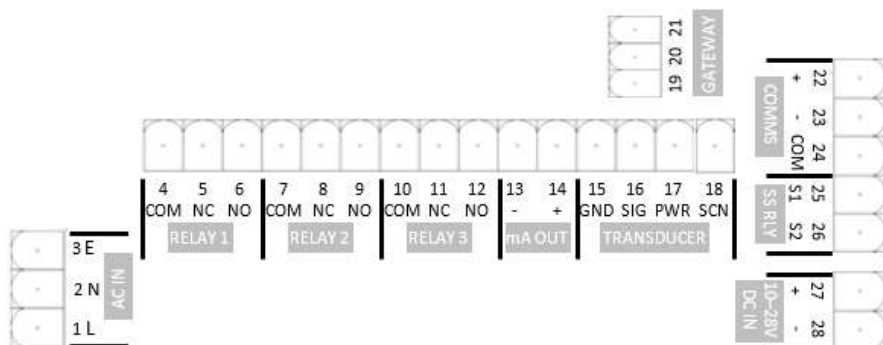 21
20
19
GATEWAY
22 +
23 -
24 COM
COMMS
25 S1
26 S2
SS RLY
27 +
28 -
10–28V
DC IN
4 5 6 7 8 9 10 11 12 13 14 15 16 17 18
COM NC NO COM NC NO COM NC NO - + GND SIG PWR SCN
RELAY 1 RELAY 2 RELAY 3 mA OUT TRANSDUCER
3 E
2 N
1 L
AC IN